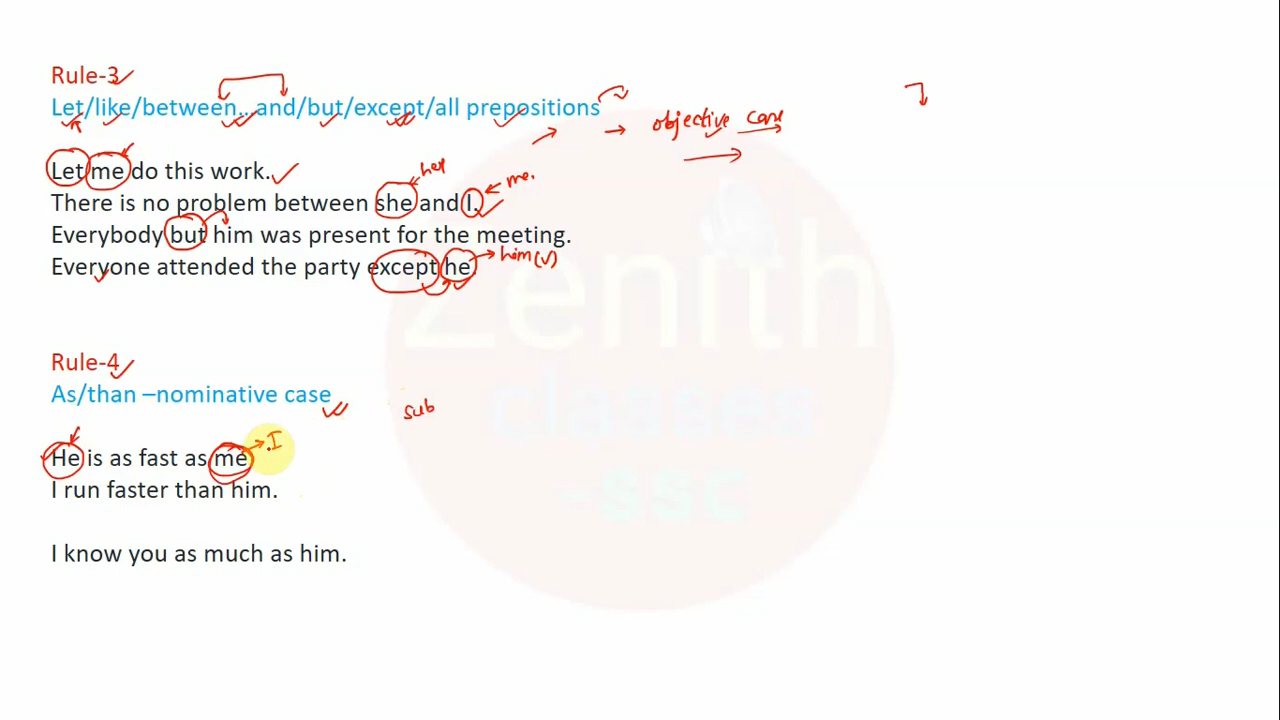 Rule-3
Let/like/between...and/but/except/all prepositions
objective case
Let me do this work.
her
me.
There is no problem between she and I.
Everybody but him was present for the meeting.
Everyone attended the party except he.
him (✓)
Rule-4
As/than –nominative case
sub
I
He is as fast as me
I run faster than him.
I know you as much as him.
Zenith
classes
-SSC